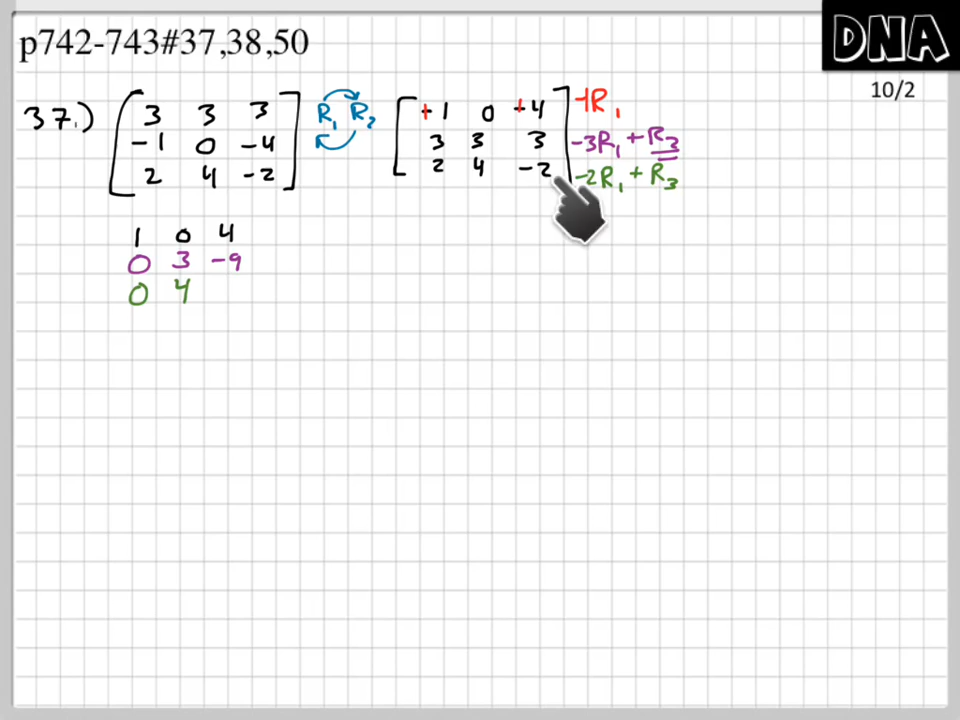 DNA
p742-743#37,38,50
10/2
37.) [ 3 3 3 ] R1 R2 [ +1 0 +4 ] -1R1
-1 0 -4 3 3 3 -3R1 + R3
2 4 -2 2 4 -2 -2R1 + R3
1 0 4
0 3 -9
0 4